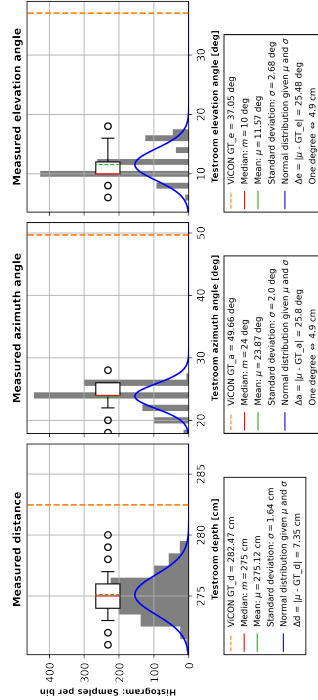 Measured distance
Histogram: Samples per bin
0
100
200
300
400
275
280
285
Testroom depth [cm]
ViCON GT_d = 282.47 cm
Median: m = 275 cm
Mean: μ = 275.12 cm
Standard deviation: σ = 1.64 cm
Normal distribution given μ and σ
Δd = |μ - GT_d| = 7.35 cm
Measured azimuth angle
20
30
40
50
Testroom azimuth angle [deg]
ViCON GT_a = 49.66 deg
Median: m = 24 deg
Mean: μ = 23.87 deg
Standard deviation: σ = 2.0 deg
Normal distribution given μ and σ
Δa = |μ - GT_a| = 25.8 deg
One degree ⇔ 4.9 cm
Measured elevation angle
10
20
30
Testroom elevation angle [deg]
ViCON GT_e = 37.05 deg
Median: m = 10 deg
Mean: μ = 11.57 deg
Standard deviation: σ = 2.68 deg
Normal distribution given μ and σ
Δe = |μ - GT_e| = 25.48 deg
One degree ⇔ 4.9 cm